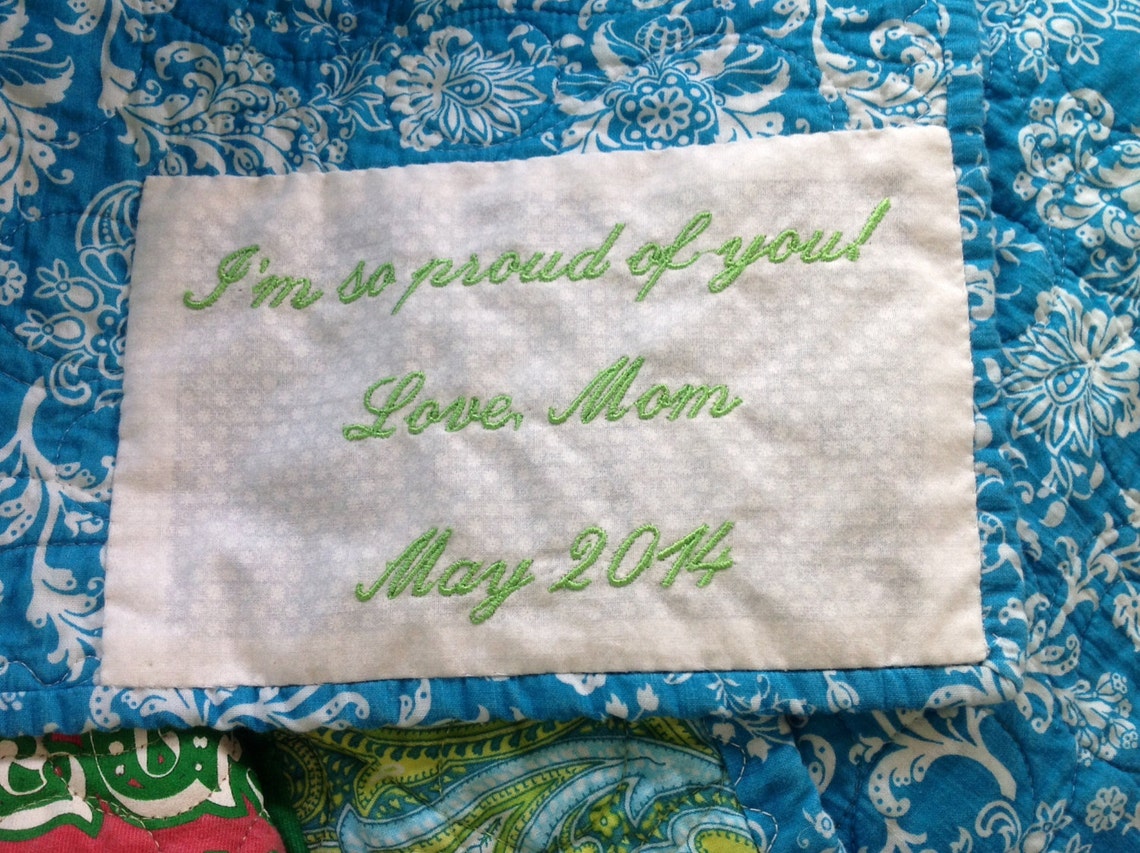 I'm so proud of you!
Love, Mom
May 2014